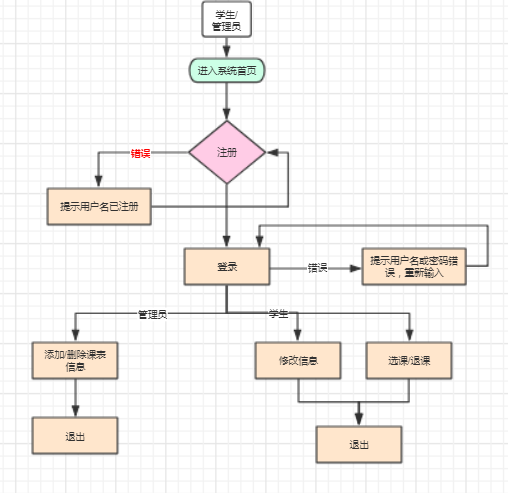 学生/
管理员
进入系统首页
注册
错误
提示用户名已注册
登录
错误
提示用户名或密码错
误，重新输入
管理员
学生
添加/删除课表
信息
修改信息
选课/退课
退出
退出